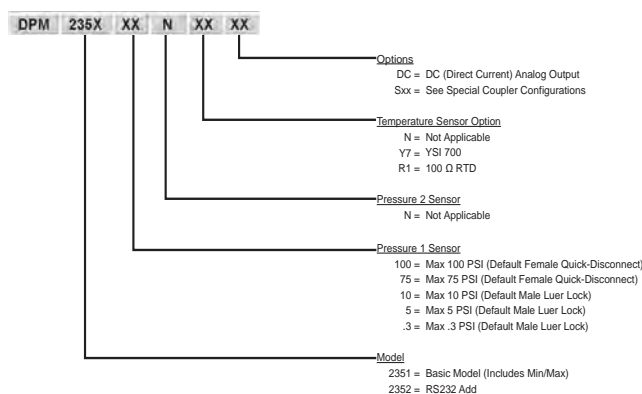 DPM 235X XX N XX XX
Options
DC = DC (Direct Current) Analog Output
Sxx = See Special Coupler Configurations
Temperature Sensor Option
N = Not Applicable
Y7 = YSI 700
R1 = 100 Ω RTD
Pressure 2 Sensor
N = Not Applicable
Pressure 1 Sensor
100 = Max 100 PSI (Default Female Quick-Disconnect)
75 = Max 75 PSI (Default Female Quick-Disconnect)
10 = Max 10 PSI (Default Male Luer Lock)
5 = Max 5 PSI (Default Male Luer Lock)
.3 = Max .3 PSI (Default Male Luer Lock)
Model
2351 = Basic Model (Includes Min/Max)
2352 = RS232 Add